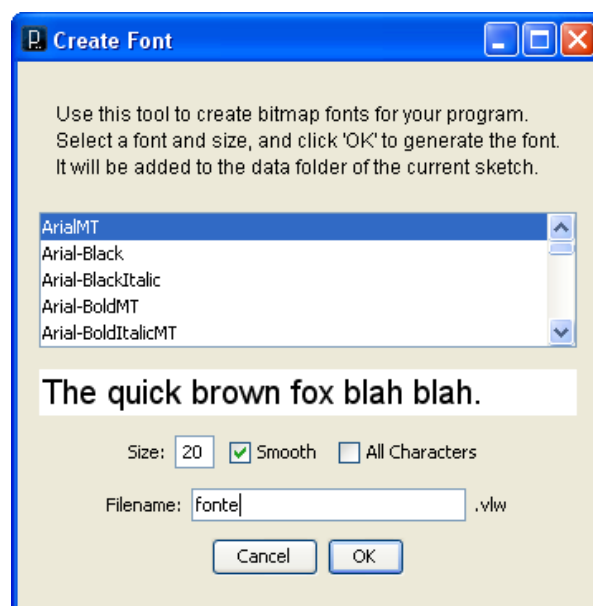 Create Font
Use this tool to create bitmap fonts for your program.
Select a font and size, and click 'OK' to generate the font.
It will be added to the data folder of the current sketch.
ArialMT
Arial-Black
Arial-BlackItalic
Arial-BoldMT
Arial-BoldItalicMT
The quick brown fox blah blah.
Size: 20 Smooth All Characters
Filename: fonte .vlw
Cancel OK